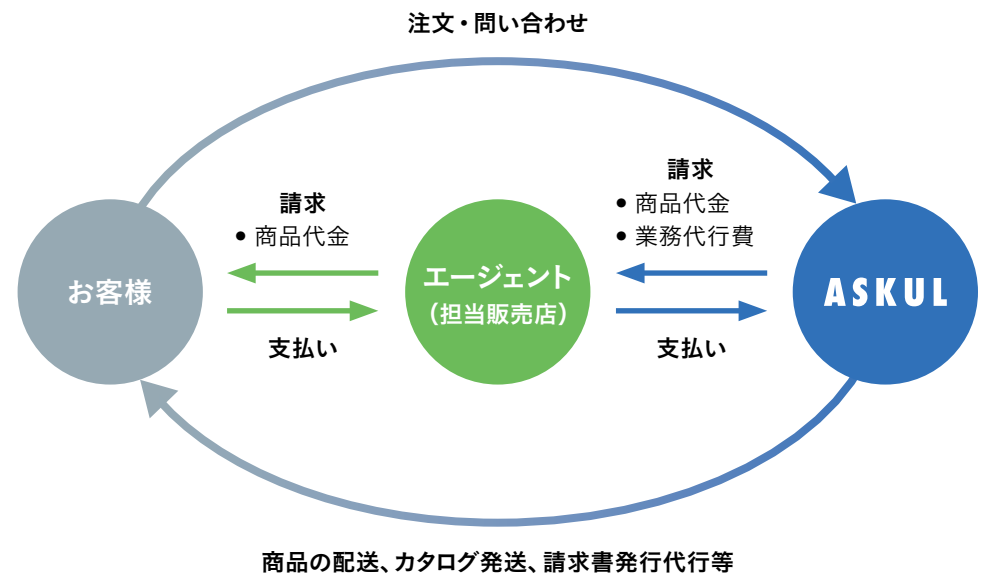 注文・問い合わせ
請求
• 商品代金
請求
• 商品代金
• 業務代行費
お客様
エージェント
（担当販売店）
ASKUL
支払い
支払い
商品の配送、カタログ発送、請求書発行代行等